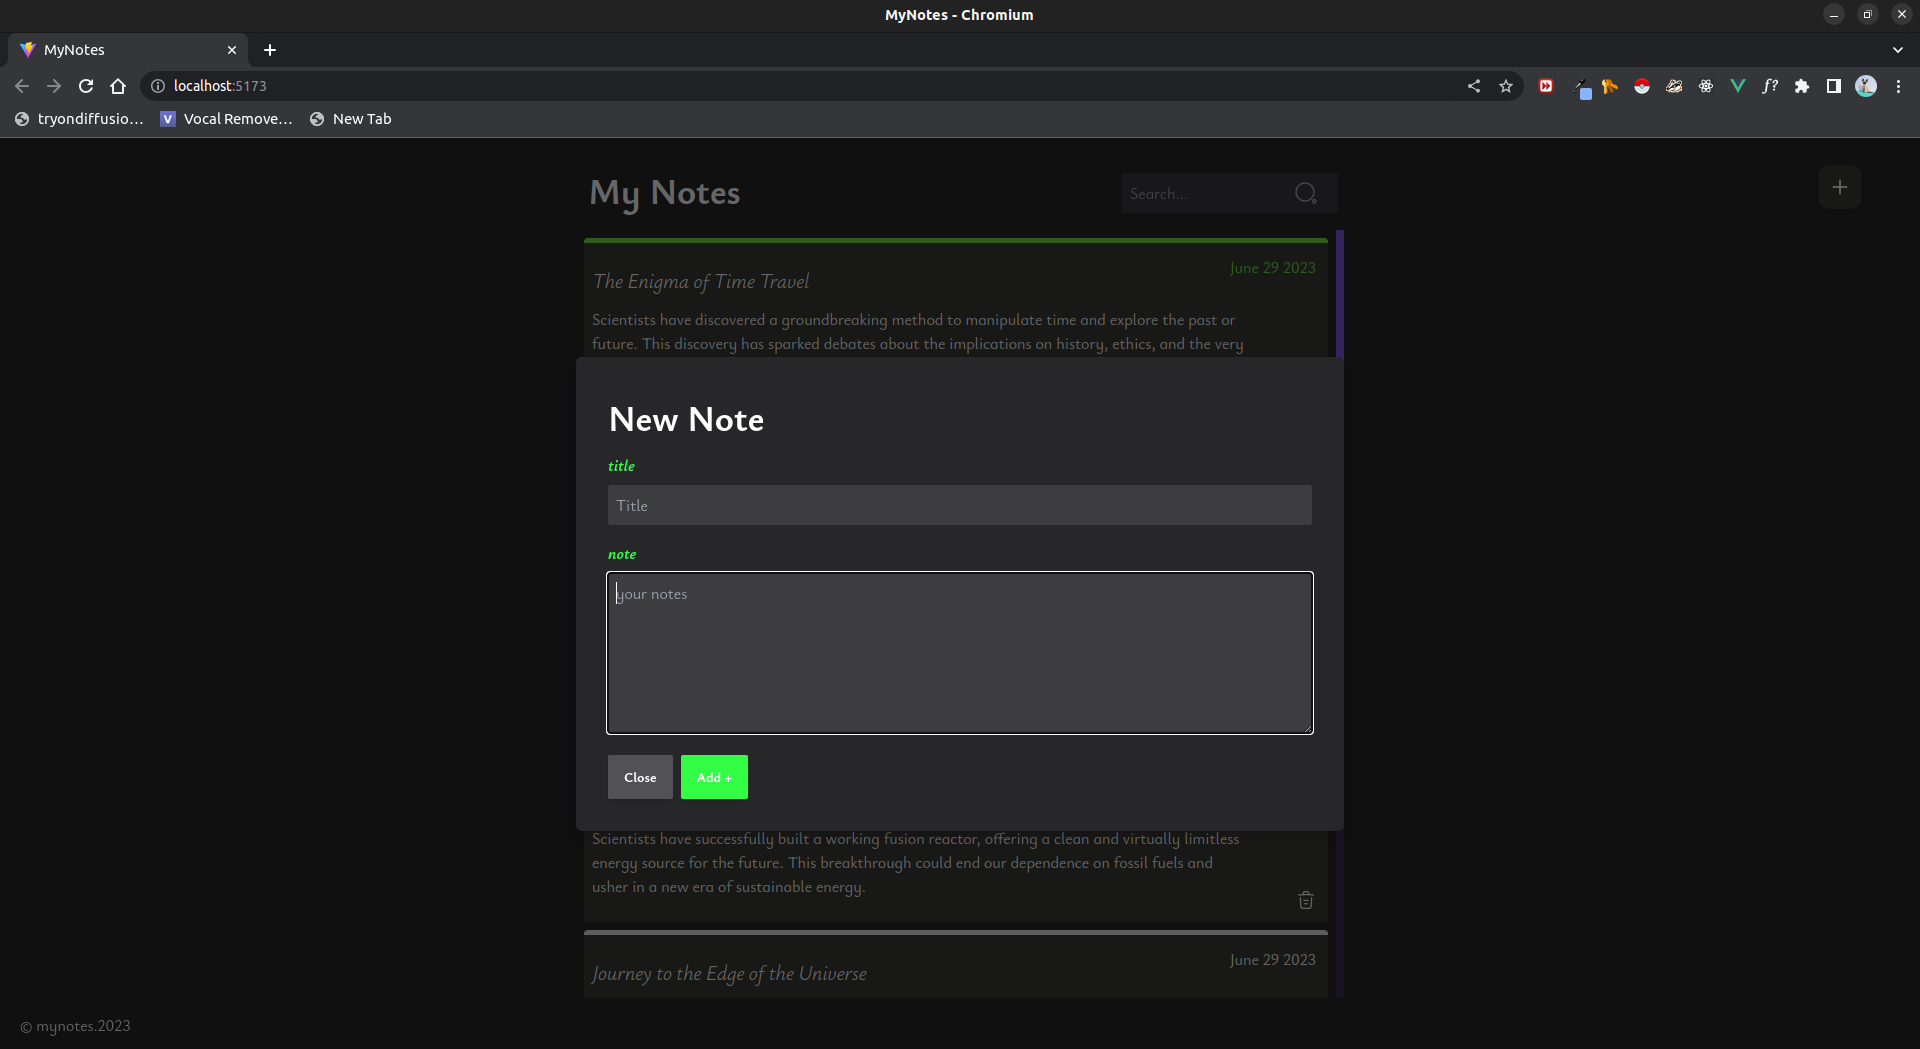 MyNotes - Chromium
MyNotes
localhost:5173
tryondiffusio...
V
Vocal Remove...
New Tab
f?
My Notes
Search...
The Enigma of Time Travel
June 29 2023
Scientists have discovered a groundbreaking method to manipulate time and explore the past or
future. This discovery has sparked debates about the implications on history, ethics, and the very
New Note
title
Title
note
your notes
Close
Add +
Scientists have successfully built a working fusion reactor, offering a clean and virtually limitless
energy source for the future. This breakthrough could end our dependence on fossil fuels and
usher in a new era of sustainable energy.
Journey to the Edge of the Universe
June 29 2023
© mynotes.2023